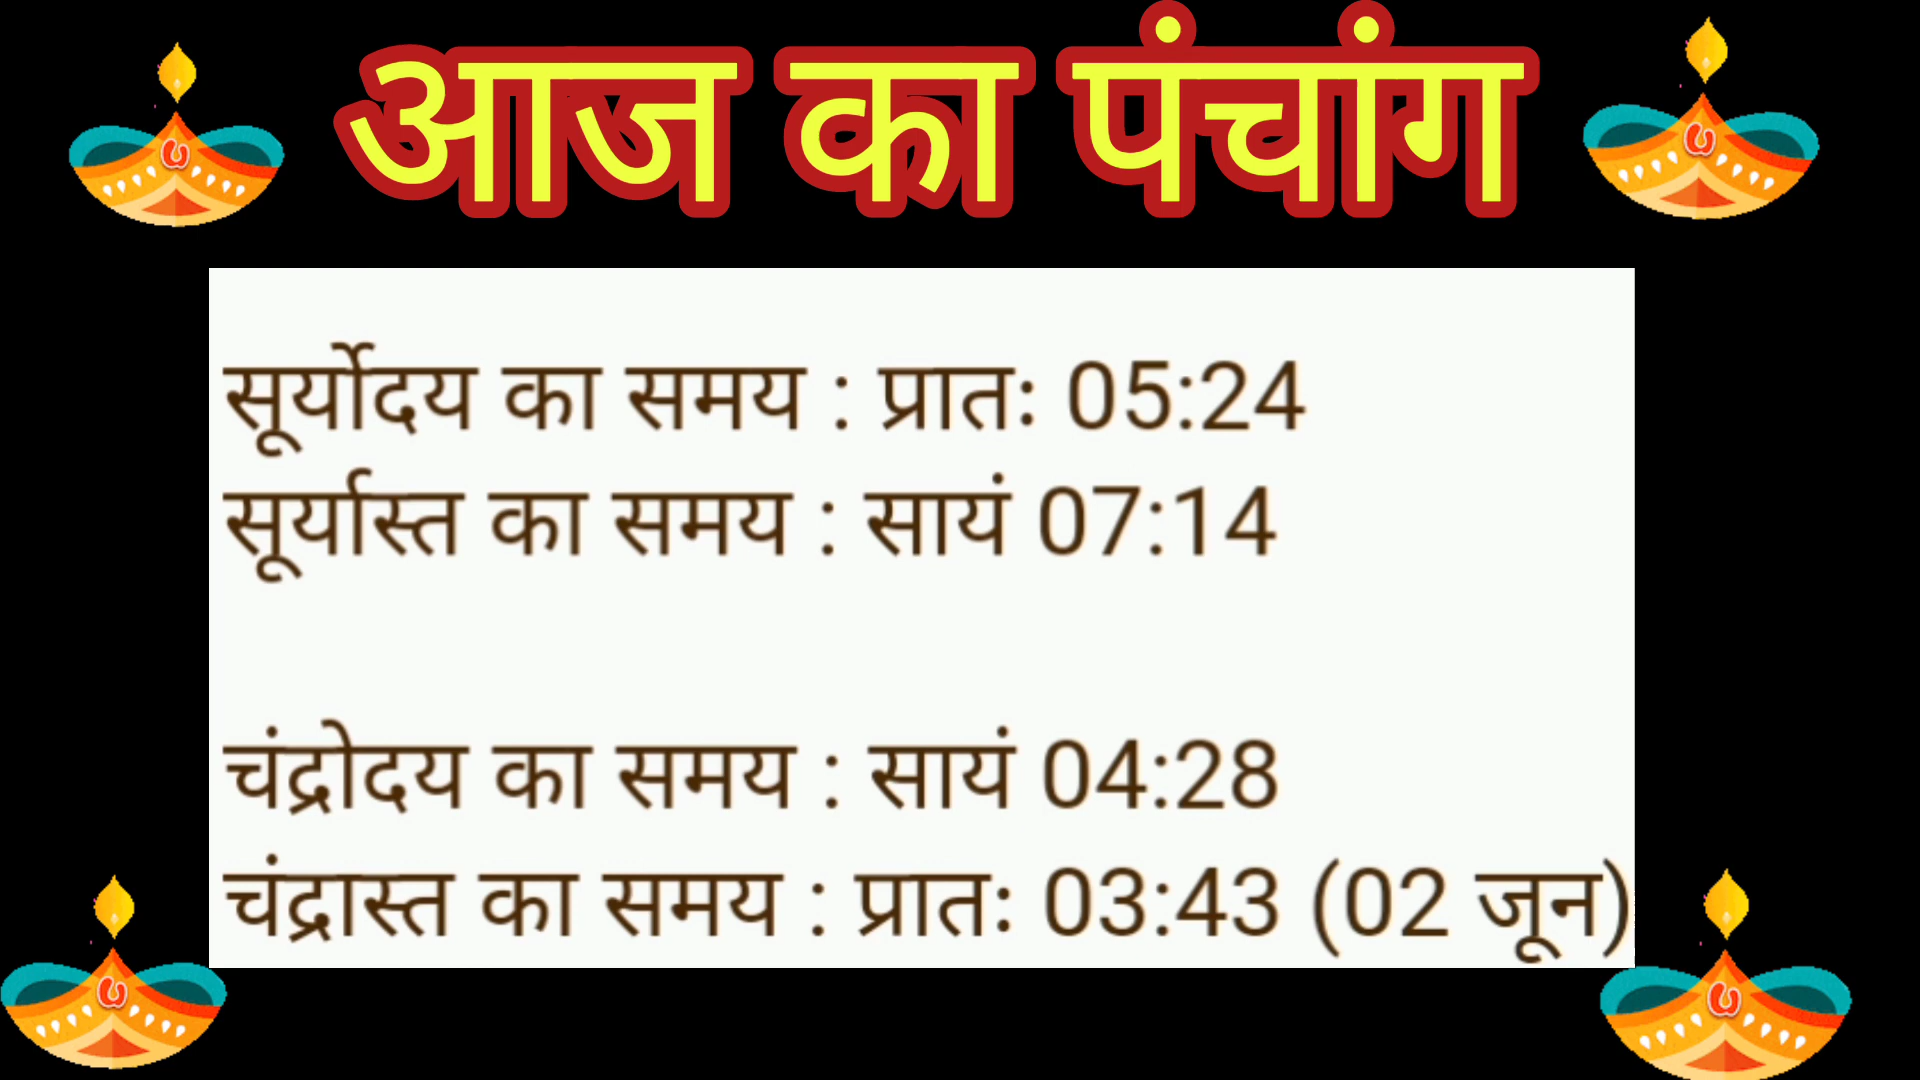 आज का पंचांग
सूर्योदय का समय : प्रातः 05:24
सूर्यास्त का समय : सायं 07:14
चंद्रोदय का समय : सायं 04:28
चंद्रास्त का समय : प्रातः 03:43 (02 जून)